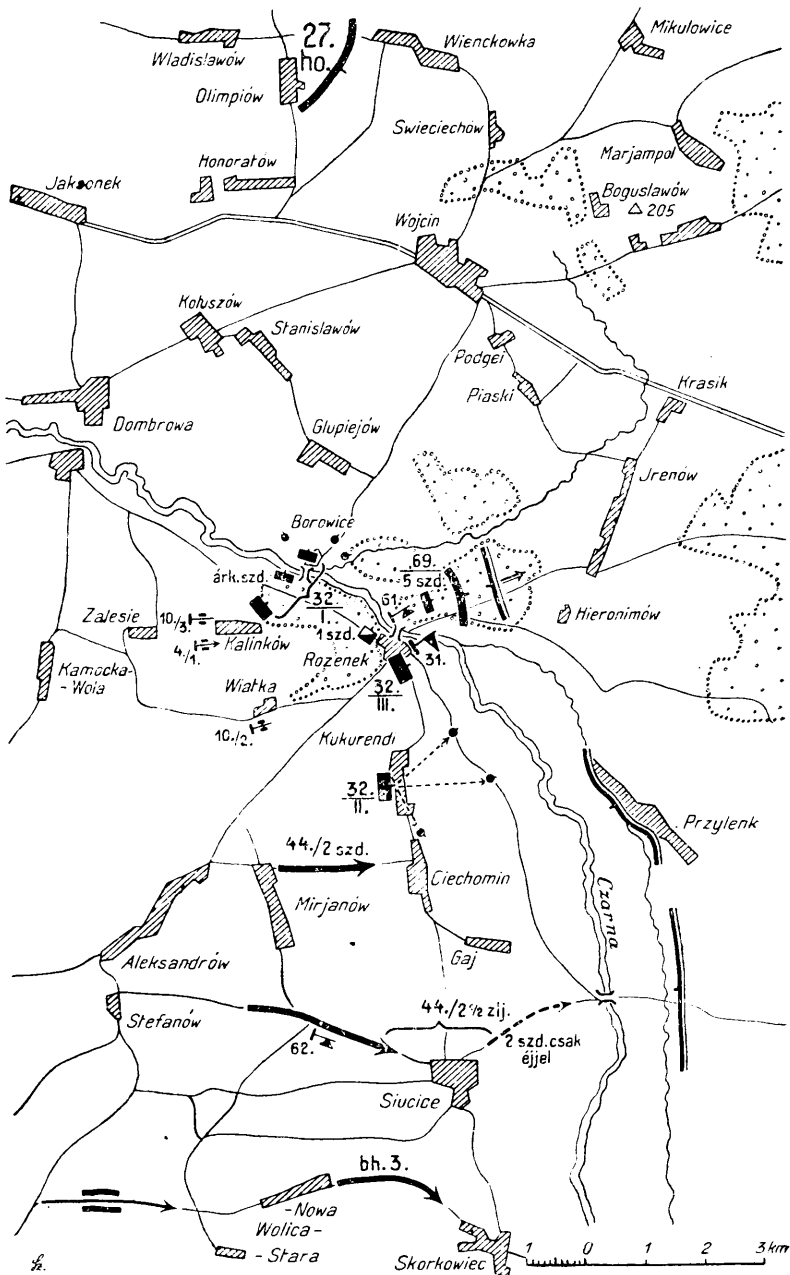 Wladisławów
27.
ho.
Wienckowka
Mikułowice
Olimpiów
Swieciechów
Marjampol
Honoratów
Boguslawów
△ 205
Jaksonek
Wojcin
Kołuszów
Stanislawów
Podgei
Piaski
Krasik
Dombrowa
Glupiejów
Jrenów
Borowice
69.
5 szd.
árk. szd.
32
I.
61.
1 szd.
Zalesie
10/3.
4./1.
Kalinków
Rozenek
31.
Hieronimów
Kamocka-
-Wola
Wiatka
32.
III.
10./2.
Kukurendi
32.
II.
Przylenk
44./2 szd.
Ciechomin
Mirjanów
Czarna
Gaj
Aleksandrów
Stefanów
44./2 1/2 zlj.
62.
2 szd. csak
éjjel
Siucice
bh. 3.
-Nowa
Wolica-
-Stara
Skorkowiec
1 0 1 2 3 km